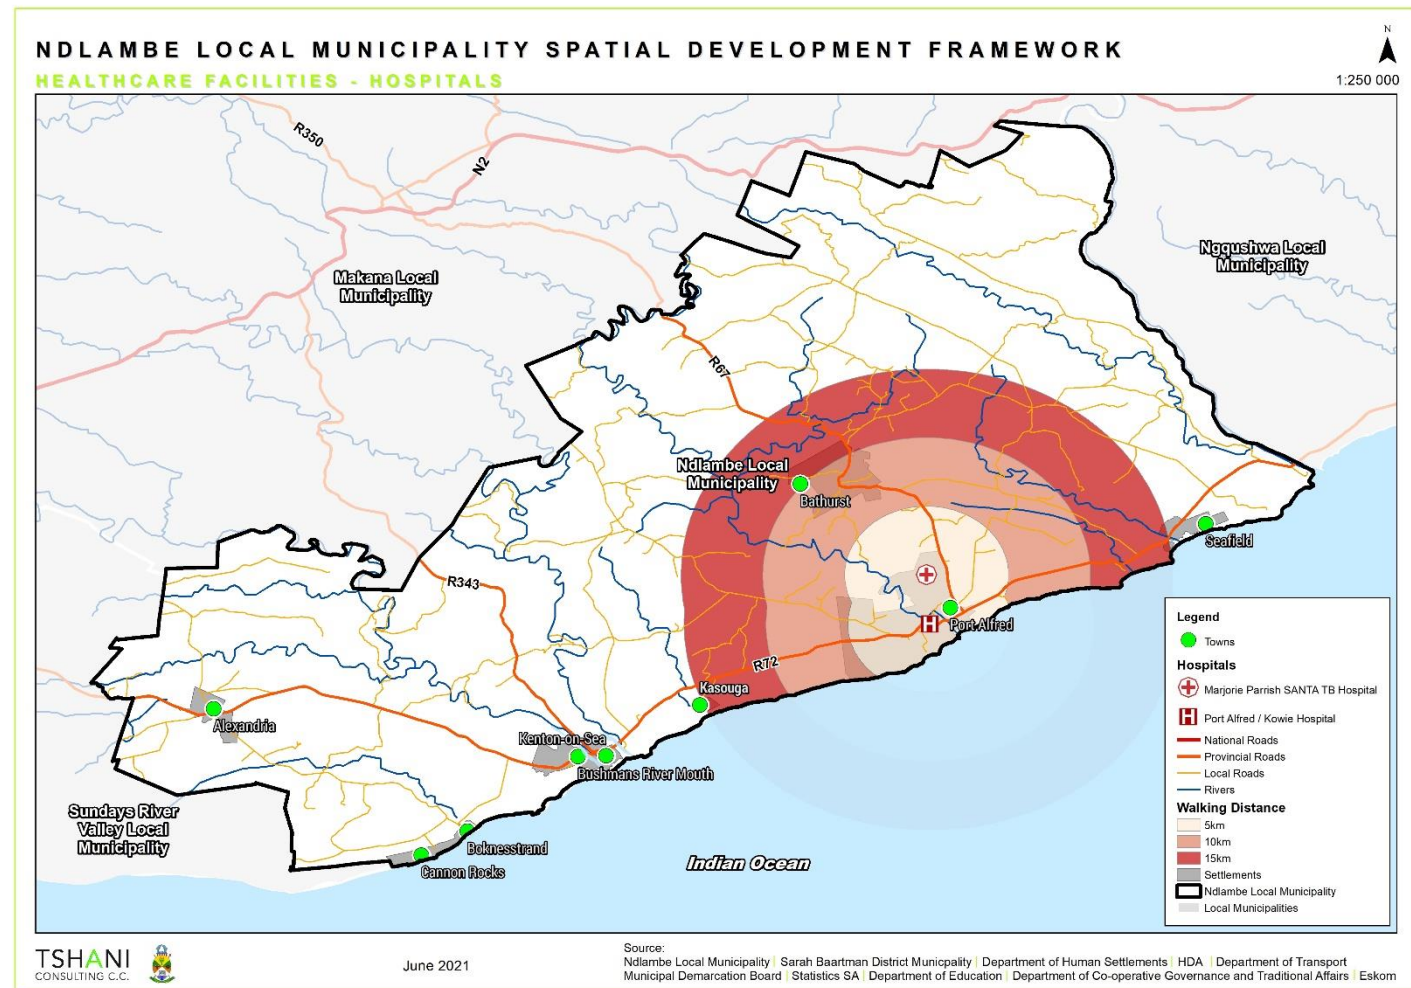 NDLAMBE LOCAL MUNICIPALITY SPATIAL DEVELOPMENT FRAMEWORK
HEALTHCARE FACILITIES - HOSPITALS
N
1:250 000
R350
N2
Makana Local
Municipality
Ngqushwa Local
Municipality
R67
Ndlambe Local
Municipality
Bathurst
Seafield
R343
Port Alfred
R72
Kasouga
Alexandria
Kenton-on-Sea
Bushmans River Mouth
Sundays River
Valley Local
Municipality
Boknesstrand
Cannon Rocks
Indian Ocean
Legend
Towns
Hospitals
Marjorie Parrish SANTA TB Hospital
H Port Alfred / Kowie Hospital
National Roads
Provincial Roads
Local Roads
Rivers
Walking Distance
5km
10km
15km
Settlements
Ndlambe Local Municipality
Local Municipalities
H
TSHANI
CONSULTING C.C.
June 2021
Source:
Ndlambe Local Municipality | Sarah Baartman District Municpality | Department of Human Settlements | HDA | Department of Transport
Municipal Demarcation Board | Statistics SA | Department of Education | Department of Co-operative Governance and Traditional Affairs | Eskom